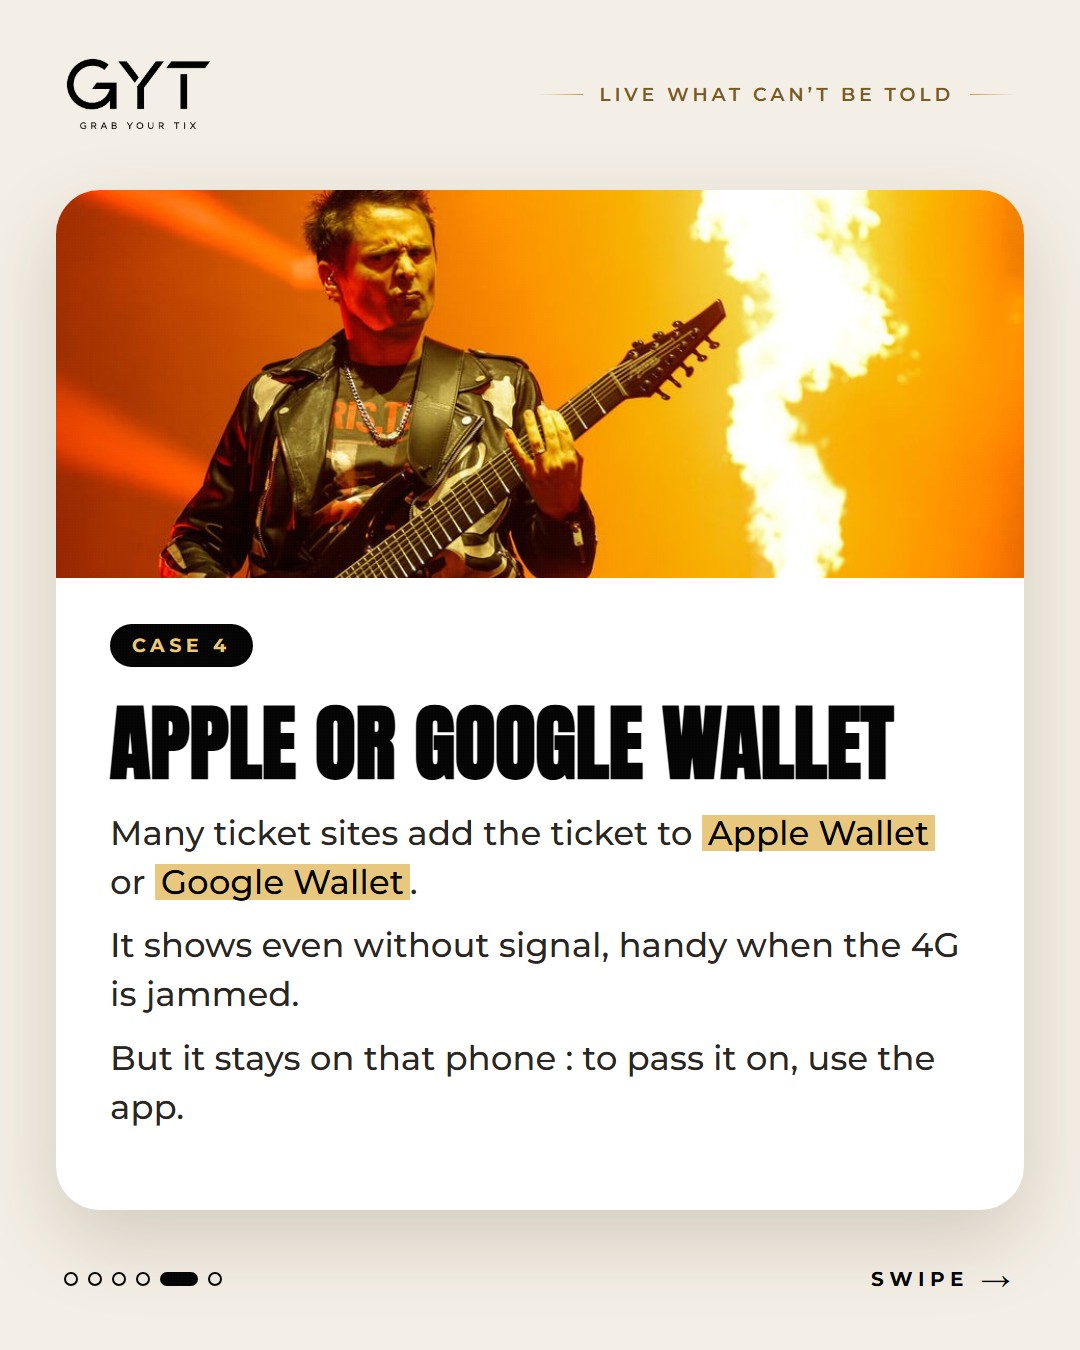 GYT
GRAB YOUR TIX
LIVE WHAT CAN’T BE TOLD
CASE 4
APPLE OR GOOGLE WALLET
Many ticket sites add the ticket to Apple Wallet
or Google Wallet.
It shows even without signal, handy when the 4G
is jammed.
But it stays on that phone : to pass it on, use the
app.
SWIPE →